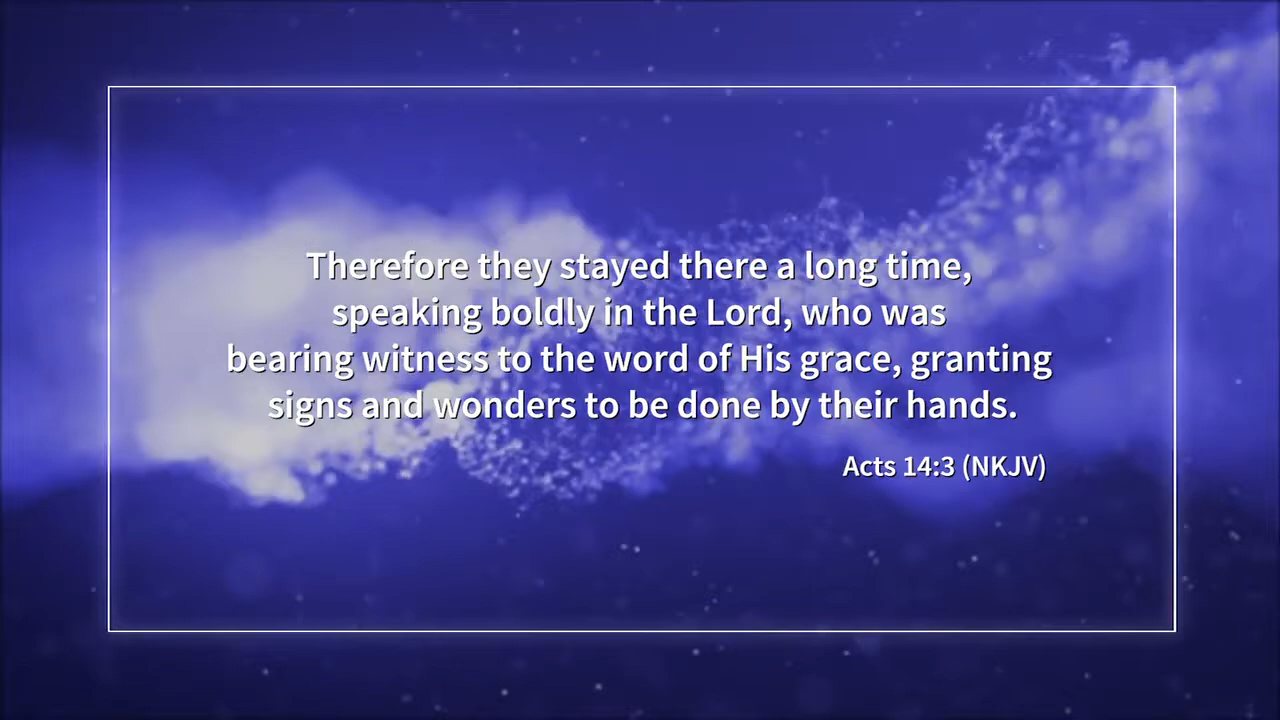 Therefore they stayed there a long time,
speaking boldly in the Lord, who was
bearing witness to the word of His grace, granting
signs and wonders to be done by their hands.
Acts 14:3 (NKJV)